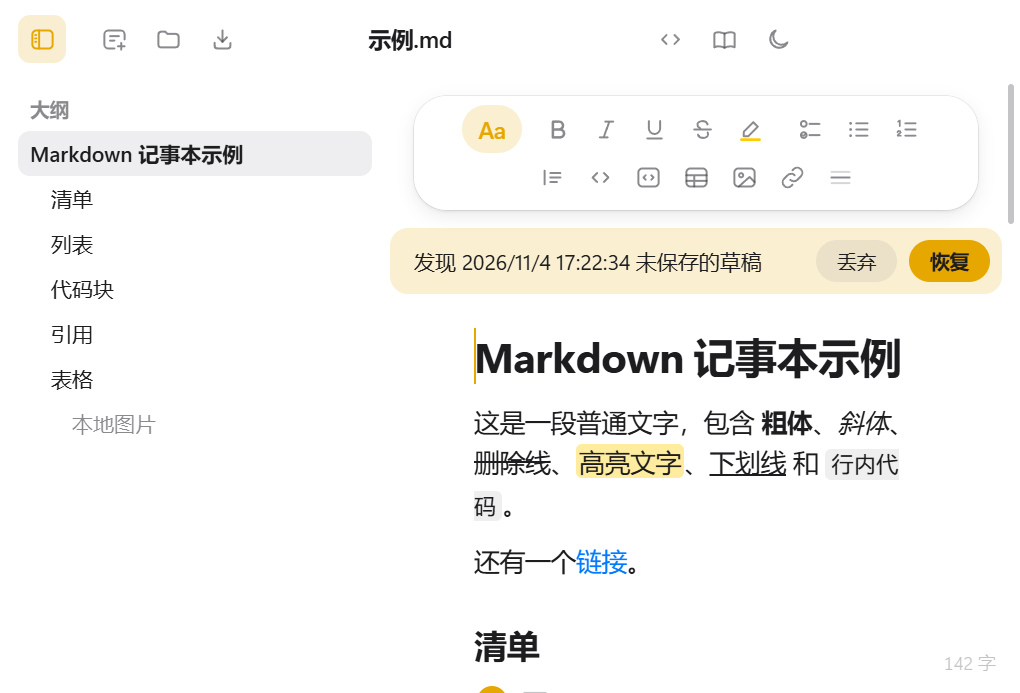 示例.md
大纲
Markdown 记事本示例
清单
列表
代码块
引用
表格
本地图片
Aa
发现 2026/11/4 17:22:34 未保存的草稿
丢弃
恢复
Markdown 记事本示例
这是一段普通文字，包含 粗体、斜体、
删除线、高亮文字、下划线 和 行内代
码 。
还有一个链接。
清单
142 字